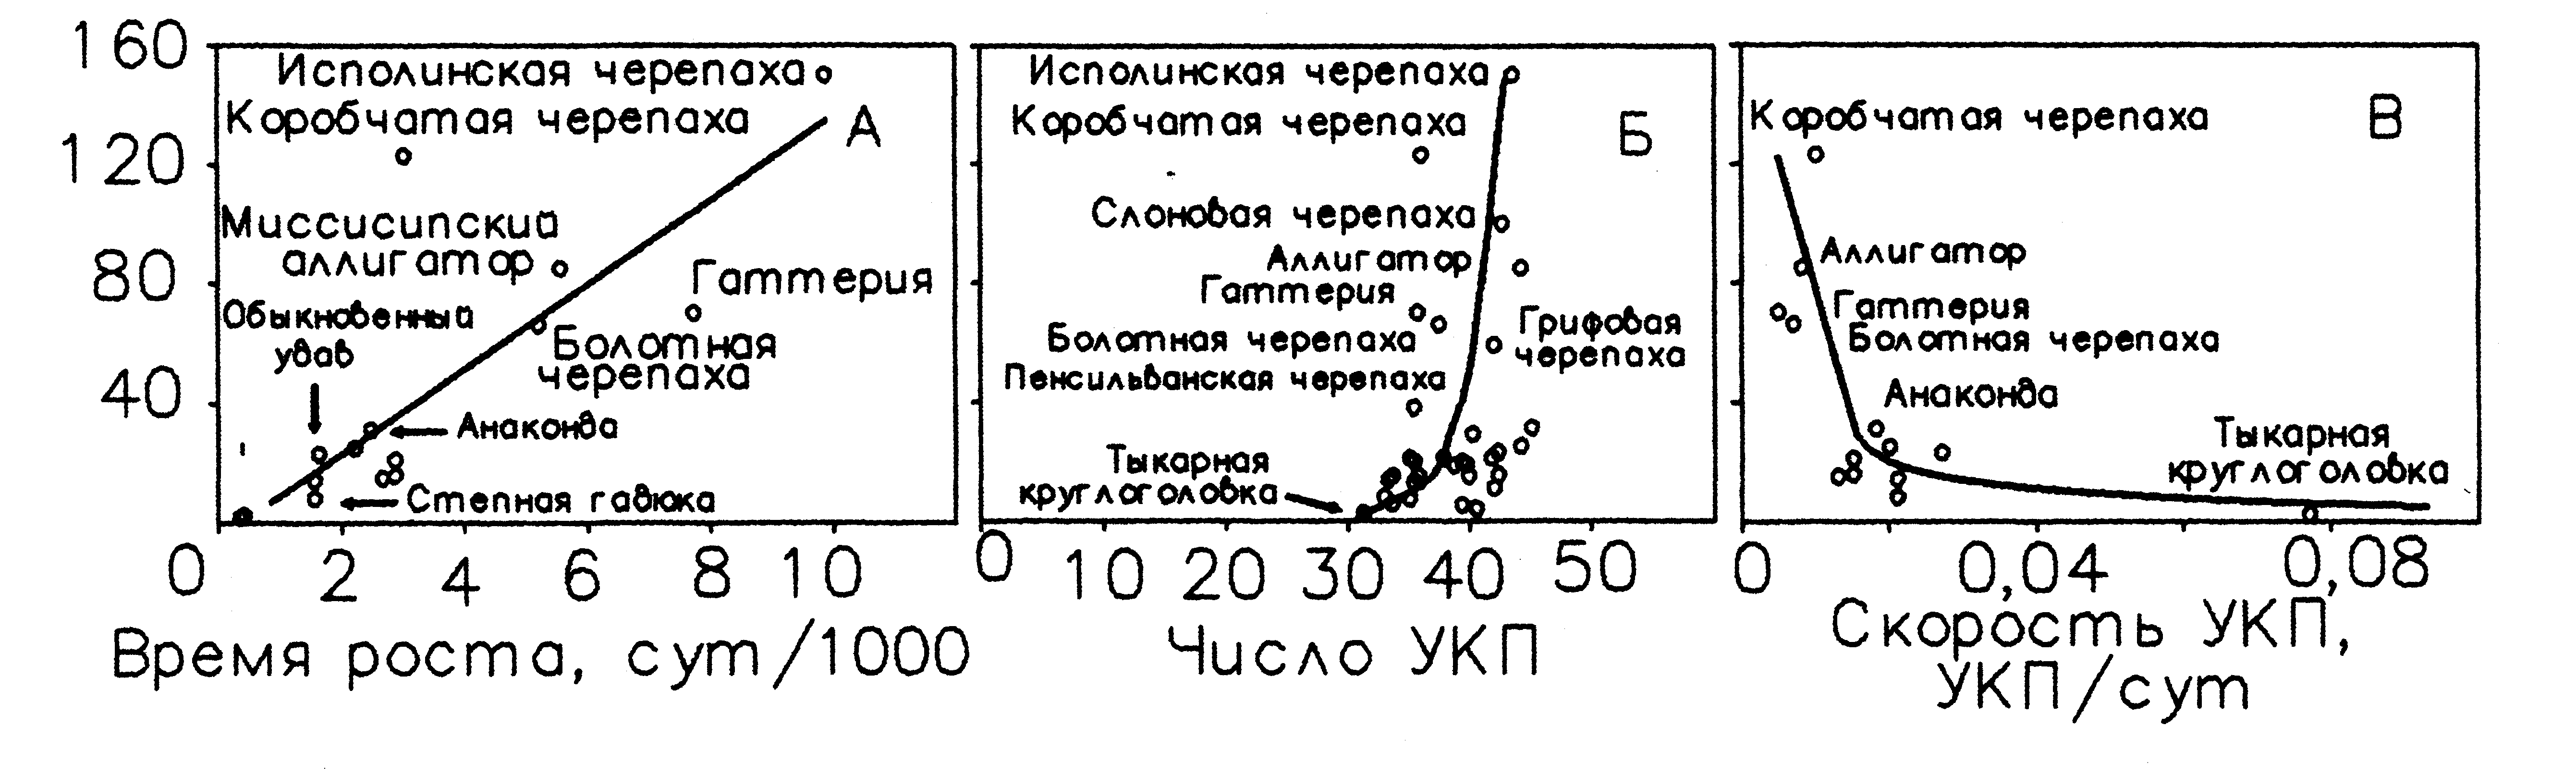 160
120
80
40
0
Исполинская черепаха
Коробчатая черепаха
А
Миссисипский
аллигатор
Гаттерия
Обыкновенный
удав
Болотная
черепаха
Анаконда
Степная гадюка
2 4 6 8 10
Время роста, сут/1000
Исполинская черепаха
Коробчатая черепаха
Б
Слоновая черепаха
Аллигатор
Гаттерия
Грифовая
черепаха
Болотная черепаха
Пенсильванская черепаха
Тыкарная
круглоголовка
0 10 20 30 40 50
Число УКП
Коробчатая черепаха
В
Аллигатор
Гаттерия
Болотная черепаха
Анаконда
Тыкарная
круглоголовка
0 0,04 0,08
Скорость УКП,
УКП/сут